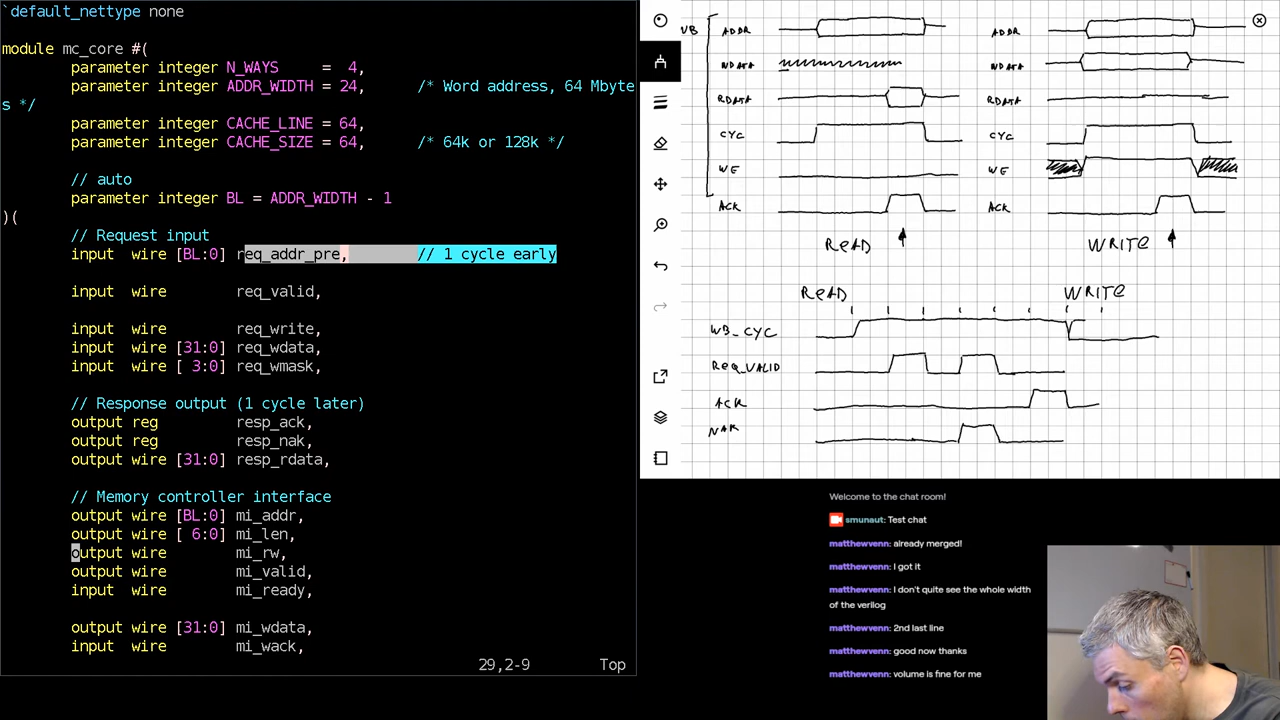 `default_nettype none
module mc_core #(
parameter integer N_WAYS = 4,
parameter integer ADDR_WIDTH = 24, /* Word address, 64 Mbyte
s */
parameter integer CACHE_LINE = 64,
parameter integer CACHE_SIZE = 64, /* 64k or 128k */
// auto
parameter integer BL = ADDR_WIDTH - 1
)(
// Request input
input wire [BL:0] req_addr_pre, // 1 cycle early
input wire req_valid,
input wire req_write,
input wire [31:0] req_wdata,
input wire [ 3:0] req_wmask,
// Response output (1 cycle later)
output reg resp_ack,
output reg resp_nak,
output wire [31:0] resp_rdata,
// Memory controller interface
output wire [BL:0] mi_addr,
output wire [ 6:0] mi_len,
output wire mi_rw,
output wire mi_valid,
input wire mi_ready,
output wire [31:0] mi_wdata,
input wire mi_wack,
29,2-9 Top
WB
ADDR
WDATA
RDATA
CYC
WE
ACK
READ
ADDR
WDATA
RDATA
CYC
WE
ACK
WRITE
READ WRITE
WB_CYC
REQ_VALID
ACK
NAK
Welcome to the chat room!
smunaut: Test chat
matthewvenn: already merged!
matthewvenn: I got it
matthewvenn: I don't quite see the whole width
of the verilog
matthewvenn: 2nd last line
matthewvenn: good now thanks
matthewvenn: volume is fine for me